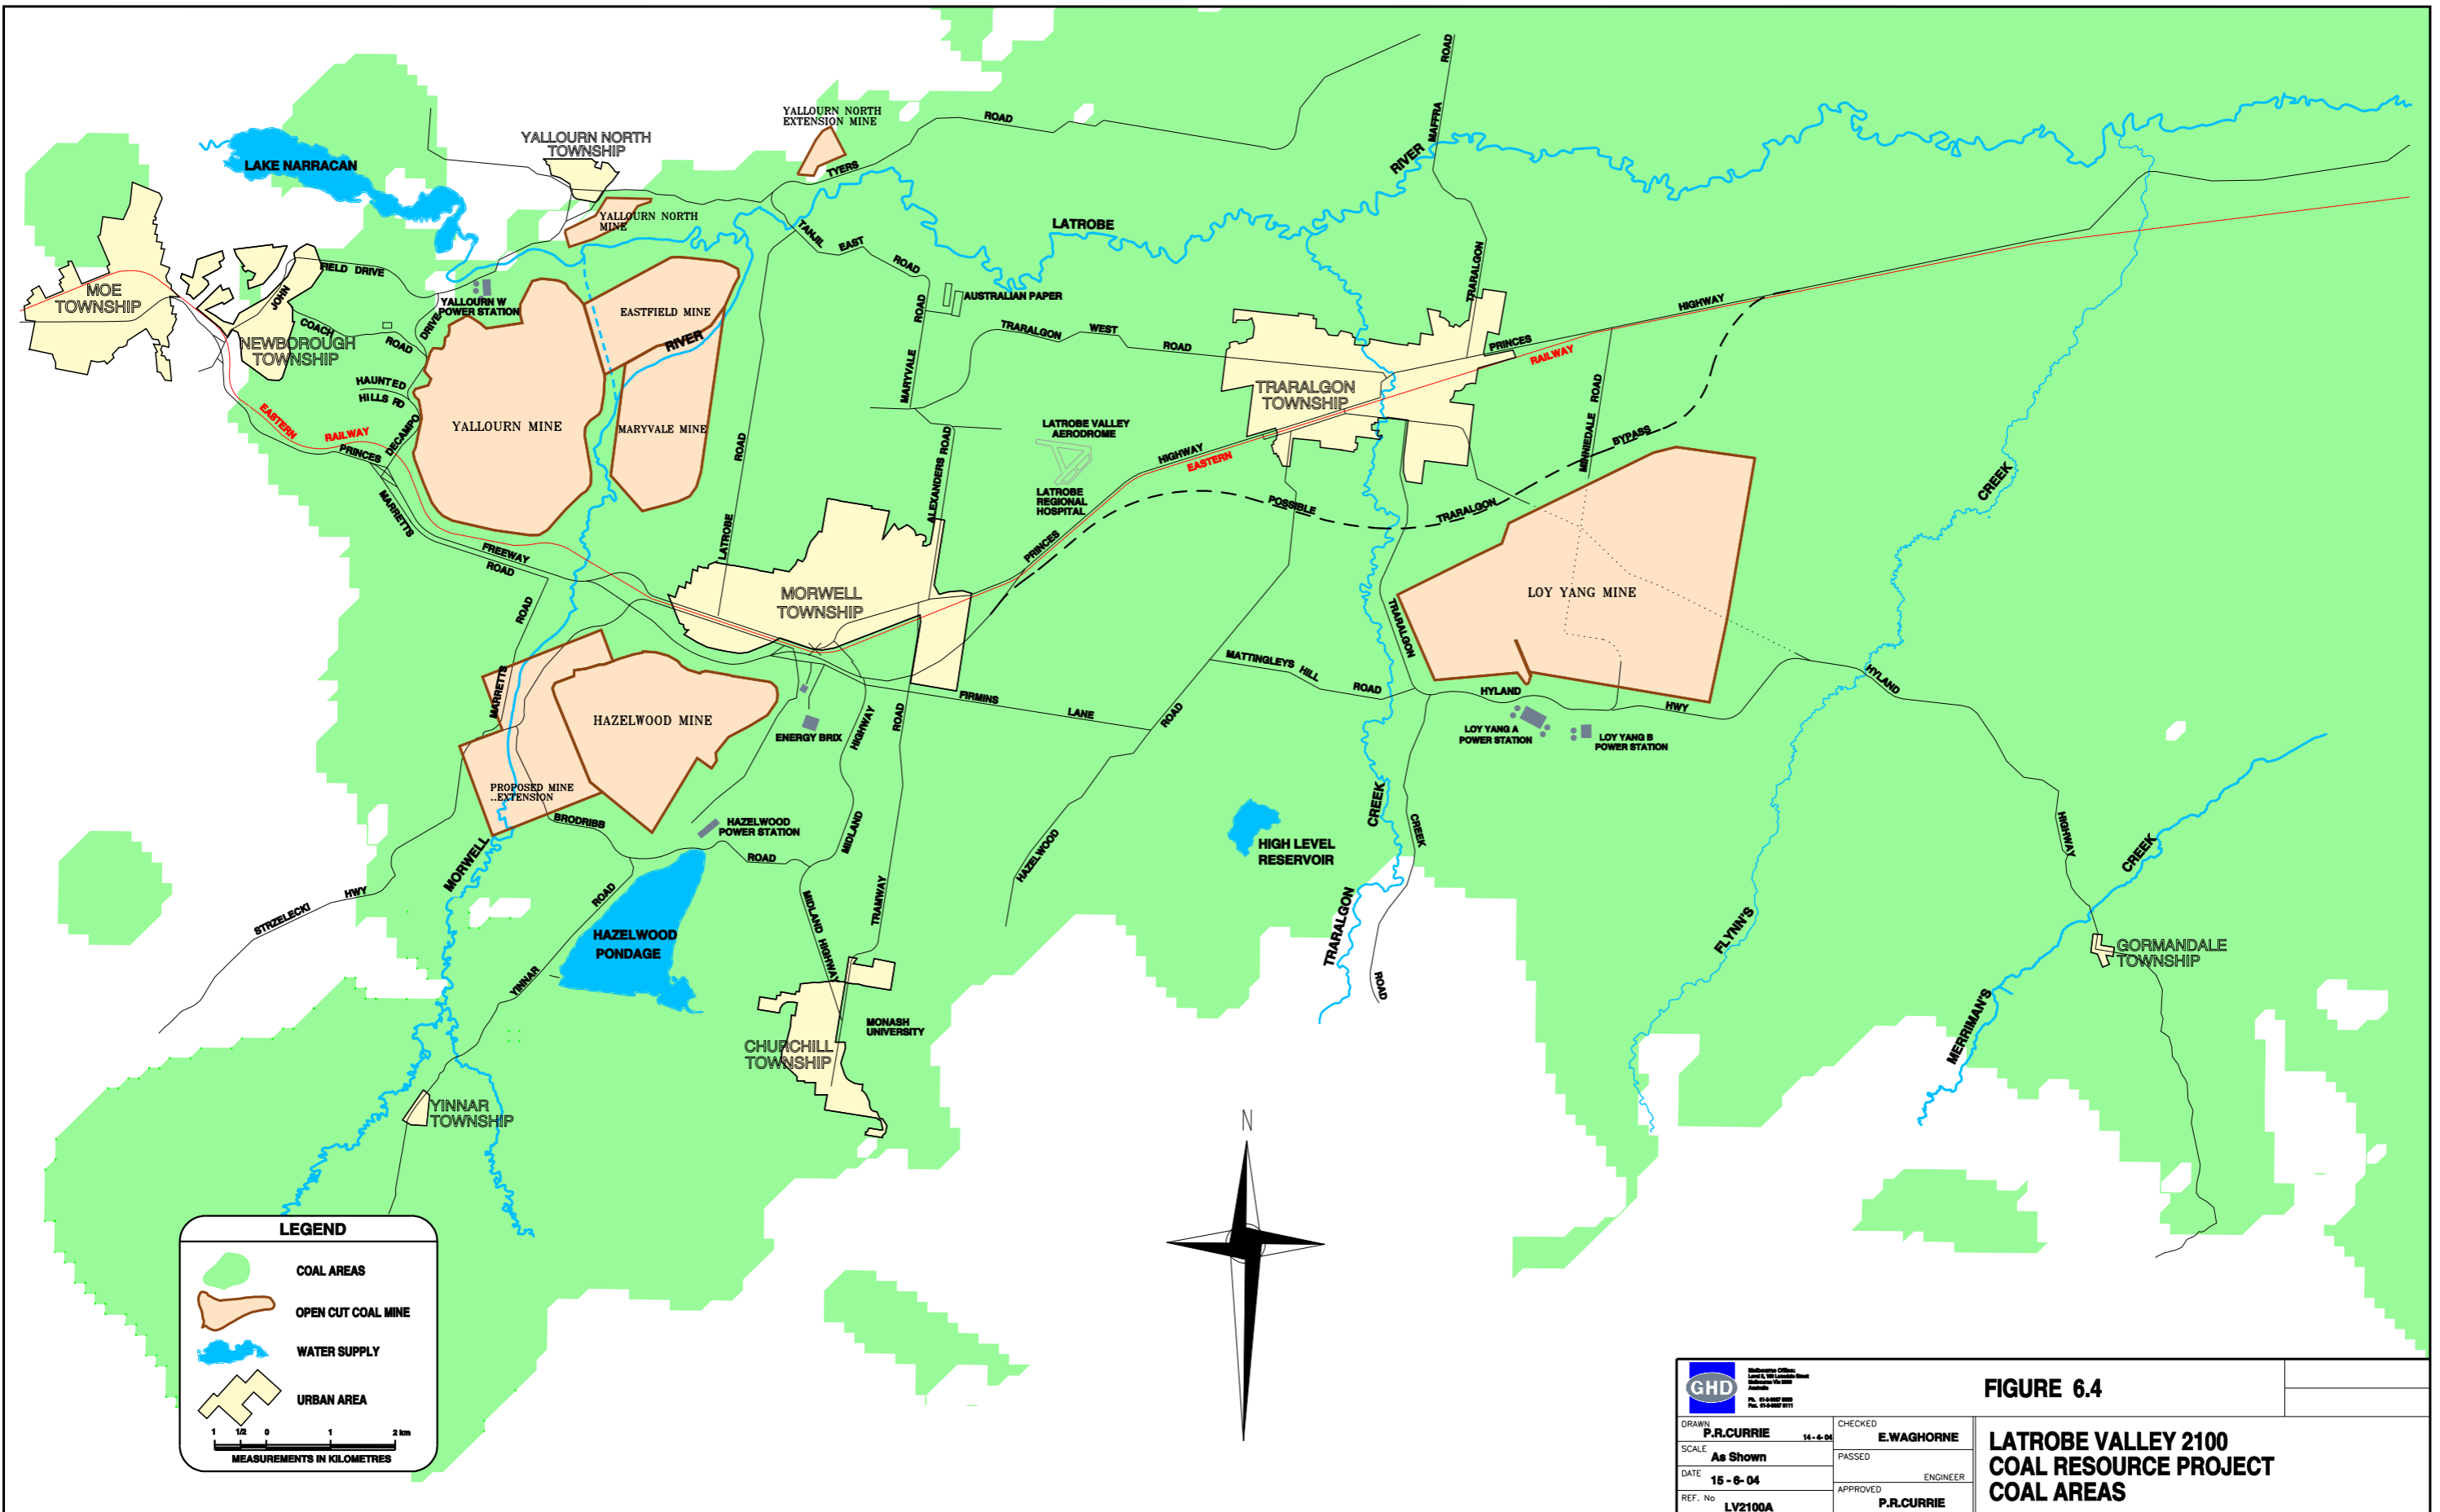 YALLOURN NORTH
EXTENSION MINE
YALLOURN NORTH
TOWNSHIP
LAKE NARRACAN
TYERS
ROAD
MAFFRA
ROAD
RIVER
YALLOURN NORTH
MINE
LATROBE
TANJIL
EAST
ROAD
TRARALGON
MOE
TOWNSHIP
JOHN
FIELD DRIVE
COACH
ROAD
DRIVE
YALLOURN W
POWER STATION
EASTFIELD MINE
RIVER
MARYVALE
ROAD
AUSTRALIAN PAPER
TRARALGON
WEST
ROAD
PRINCES
HIGHWAY
RAILWAY
NEWBOROUGH
TOWNSHIP
HAUNTED
HILLS RD
DECAMPO
EASTERN
RAILWAY
PRINCES
YALLOURN MINE
MARYVALE MINE
TRARALGON
TOWNSHIP
MINNIEDALE
ROAD
LATROBE VALLEY
AERODROME
LATROBE
REGIONAL
HOSPITAL
ALEXANDERS ROAD
LATROBE
ROAD
PRINCES
HIGHWAY
EASTERN
POSSIBLE
TRARALGON
BYPASS
CREEK
MARRETTS
FREEWAY
ROAD
ROAD
MARRETTS
MORWELL
TOWNSHIP
LOY YANG MINE
TRARALGON
MATTINGLEYS
HILL
ROAD
HYLAND
HWY
HYLAND
HIGHWAY
HAZELWOOD MINE
PROPOSED MINE
..EXTENSION
ENERGY BRIX
FIRMINS
LANE
HIGHWAY
MIDLAND
ROAD
TRAMWAY
ROAD
HAZELWOOD
LOY YANG A
POWER STATION
LOY YANG B
POWER STATION
BRODRIBB
ROAD
HAZELWOOD
POWER STATION
HIGH LEVEL
RESERVOIR
CREEK
TRARALGON
CREEK
ROAD
MORWELL
STRZELECKI
HWY
YINNAR
ROAD
HAZELWOOD
PONDAGE
MIDLAND HIGHWAY
MONASH
UNIVERSITY
CHURCHILL
TOWNSHIP
YINNAR
TOWNSHIP
FLYNN'S
CREEK
MERRIMAN'S
GORMANDALE
TOWNSHIP
N
LEGEND
COAL AREAS
OPEN CUT COAL MINE
WATER SUPPLY
URBAN AREA
1 1/2 0 1 2 km
MEASUREMENTS IN KILOMETRES
GHD
Melbourne Office:
FIGURE 6.4
DRAWN
P.R.CURRIE
CHECKED
E.WAGHORNE
SCALE
As Shown
PASSED
ENGINEER
DATE
15 - 6- 04
APPROVED
P.R.CURRIE
REF. No
LV2100A
LATROBE VALLEY 2100
COAL RESOURCE PROJECT
COAL AREAS